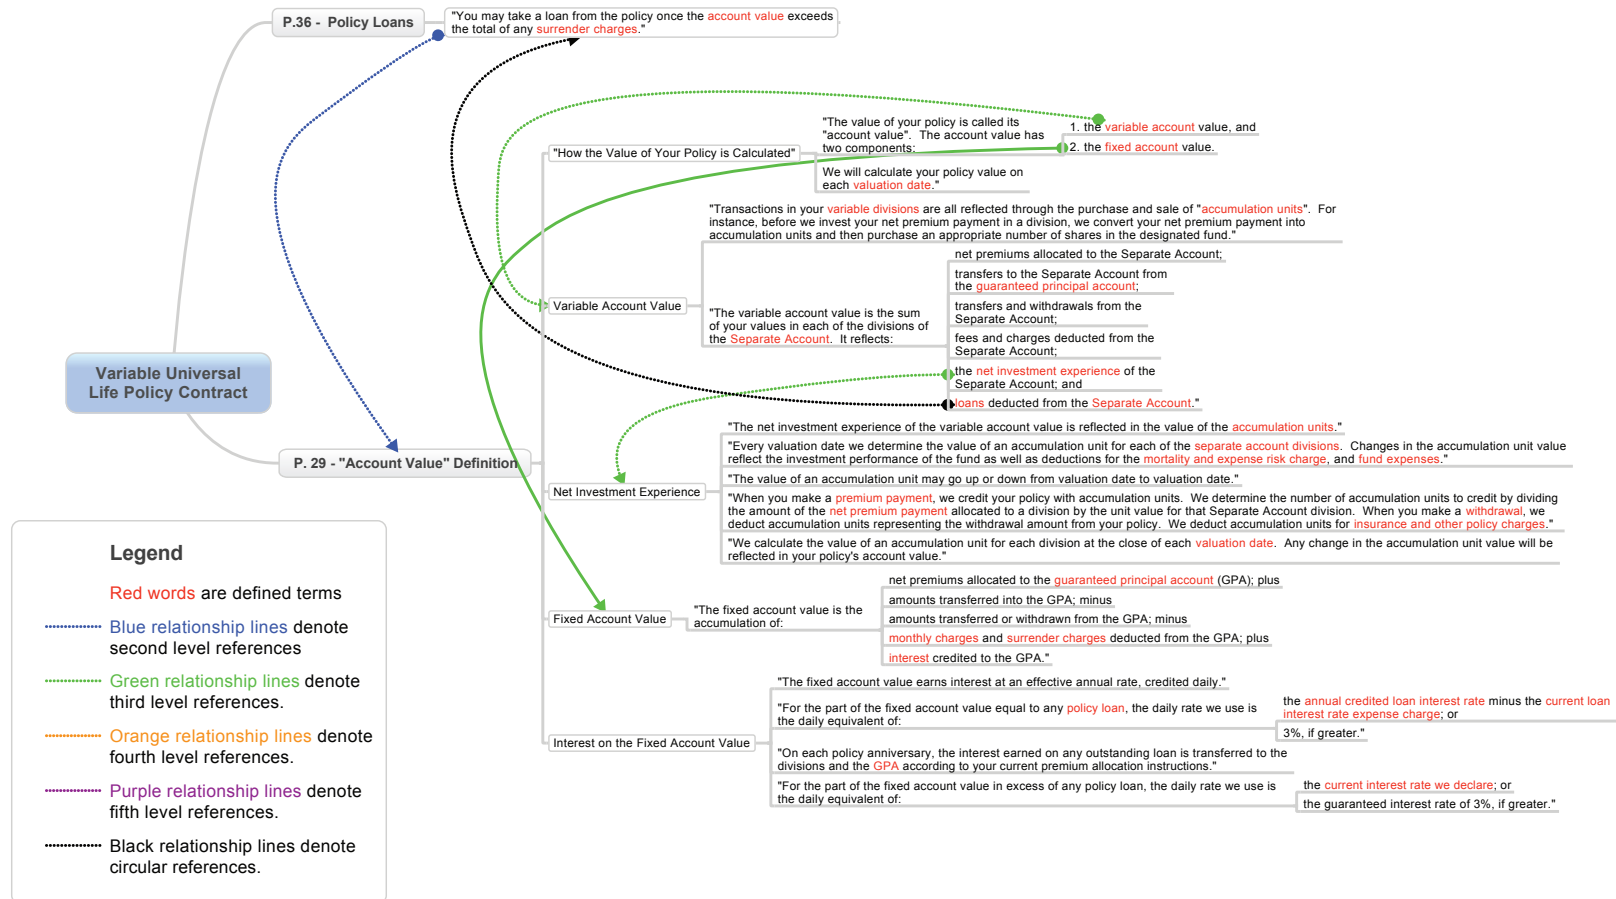 P.36 - Policy Loans
"You may take a loan from the policy once the account value exceeds
the total of any surrender charges."
Variable Universal
Life Policy Contract
P. 29 - "Account Value" Definition
"How the Value of Your Policy is Calculated"
"The value of your policy is called its
"account value". The account value has
two components:
1. the variable account value, and
2. the fixed account value.
We will calculate your policy value on
each valuation date."
Variable Account Value
"Transactions in your variable divisions are all reflected through the purchase and sale of "accumulation units". For
instance, before we invest your net premium payment in a division, we convert your net premium payment into
accumulation units and then purchase an appropriate number of shares in the designated fund."
"The variable account value is the sum
of your values in each of the divisions of
the Separate Account. It reflects:
net premiums allocated to the Separate Account;
transfers to the Separate Account from
the guaranteed principal account;
transfers and withdrawals from the
Separate Account;
fees and charges deducted from the
Separate Account;
the net investment experience of the
Separate Account; and
loans deducted from the Separate Account."
Net Investment Experience
"The net investment experience of the variable account value is reflected in the value of the accumulation units."
"Every valuation date we determine the value of an accumulation unit for each of the separate account divisions. Changes in the accumulation unit value
reflect the investment performance of the fund as well as deductions for the mortality and expense risk charge, and fund expenses."
"The value of an accumulation unit may go up or down from valuation date to valuation date."
"When you make a premium payment, we credit your policy with accumulation units. We determine the number of accumulation units to credit by dividing
the amount of the net premium payment allocated to a division by the unit value for that Separate Account division. When you make a withdrawal, we
deduct accumulation units representing the withdrawal amount from your policy. We deduct accumulation units for insurance and other policy charges."
"We calculate the value of an accumulation unit for each division at the close of each valuation date. Any change in the accumulation unit value will be
reflected in your policy's account value."
Fixed Account Value
"The fixed account value is the
accumulation of:
net premiums allocated to the guaranteed principal account (GPA); plus
amounts transferred into the GPA; minus
amounts transferred or withdrawn from the GPA; minus
monthly charges and surrender charges deducted from the GPA; plus
interest credited to the GPA."
Interest on the Fixed Account Value
"The fixed account value earns interest at an effective annual rate, credited daily."
"For the part of the fixed account value equal to any policy loan, the daily rate we use is
the daily equivalent of:
the annual credited loan interest rate minus the current loan
interest rate expense charge; or
3%, if greater."
"On each policy anniversary, the interest earned on any outstanding loan is transferred to the
divisions and the GPA according to your current premium allocation instructions."
"For the part of the fixed account value in excess of any policy loan, the daily rate we use is
the daily equivalent of:
the current interest rate we declare; or
the guaranteed interest rate of 3%, if greater."
Legend
Red words are defined terms
Blue relationship lines denote
second level references
Green relationship lines denote
third level references.
Orange relationship lines denote
fourth level references.
Purple relationship lines denote
fifth level references.
Black relationship lines denote
circular references.